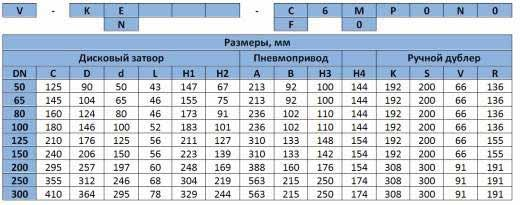 V - K E - C 6 M P 0 N 0
N F 0
Размеры, мм
Дисковый затвор Пневмопривод Ручной дублер
DN C D d L H1 H2 A B H3 H4 K S V R
50 125 90 50 43 147 67 213 92 100 144 192 200 66 136
65 145 104 65 46 155 75 213 92 100 144 192 200 66 136
80 160 124 80 46 173 91 236 102 110 144 192 200 66 136
100 180 146 100 52 183 101 236 102 110 144 192 200 66 136
125 210 176 125 56 211 127 310 133 148 154 192 200 66 155
150 240 206 150 56 223 139 310 133 142 154 192 200 66 155
200 295 257 197 60 248 169 388 160 176 154 308 300 91 191
250 355 312 246 68 304 219 563 215 250 174 308 300 91 191
300 410 364 295 78 329 244 563 215 250 174 308 300 91 191